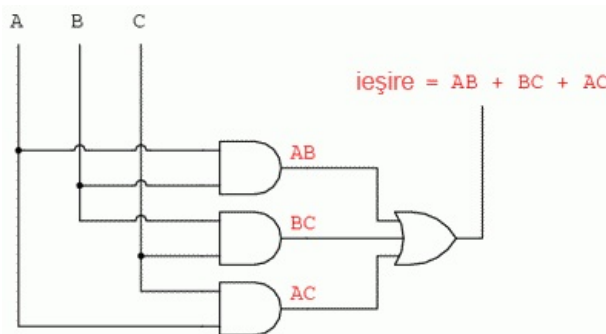 A B C
ieşire = AB + BC + AC
AB
BC
AC